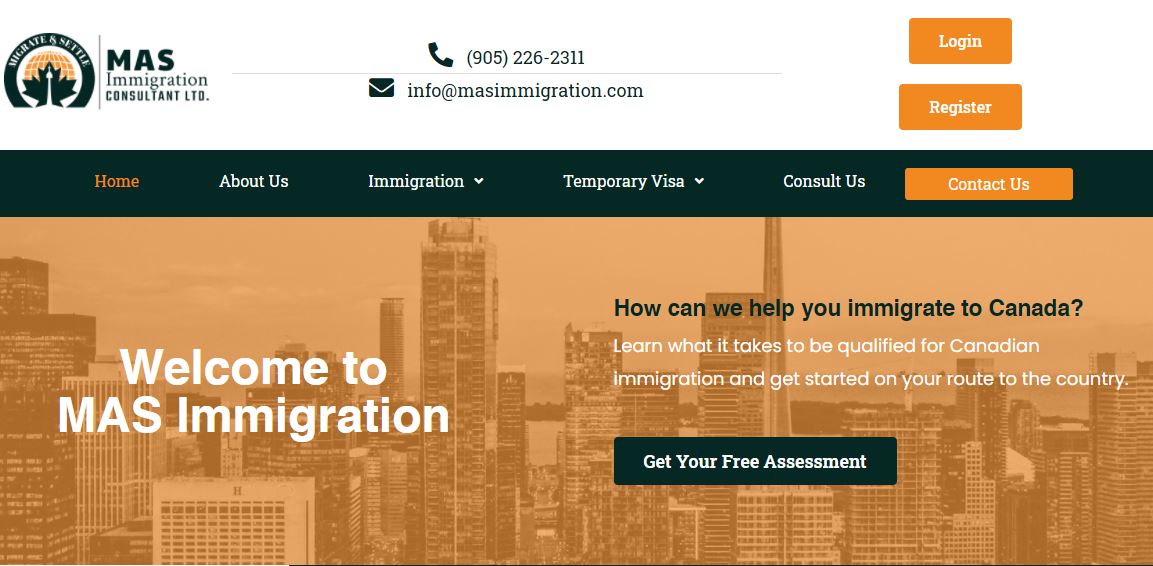 MIGRATE & SETTLE
MAS
Immigration
CONSULTANT LTD.
(905) 226-2311
info@masimmigration.com
Login
Register
Home
About Us
Immigration
Temporary Visa
Consult Us
Contact Us
Welcome to
MAS Immigration
How can we help you immigrate to Canada?
Learn what it takes to be qualified for Canadian
immigration and get started on your route to the country.
Get Your Free Assessment
H